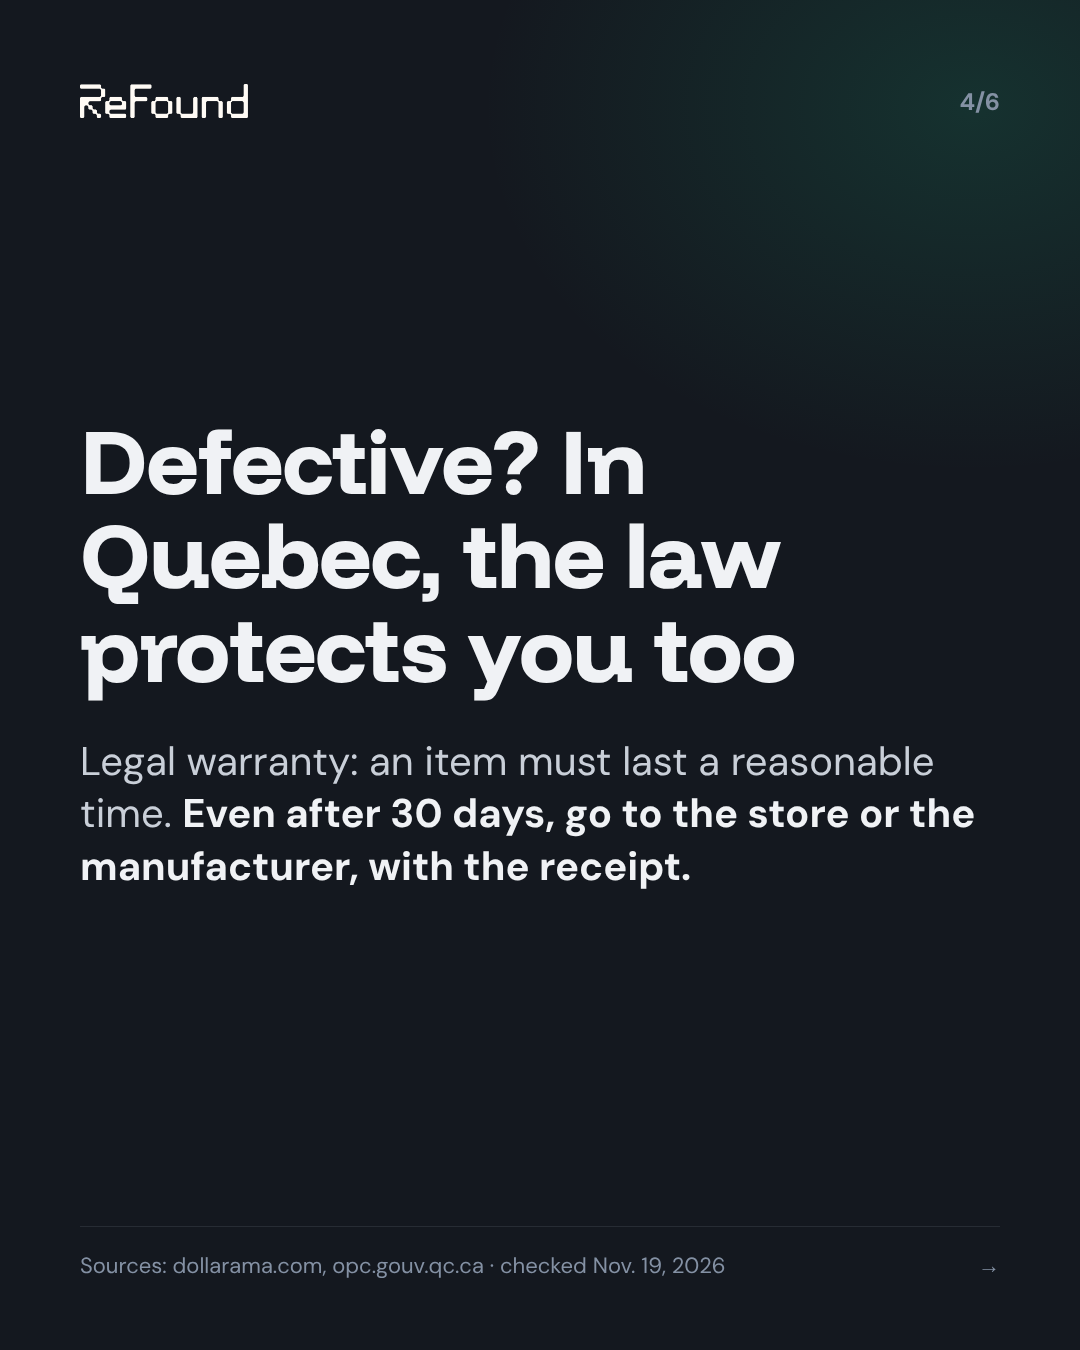 ReFound
4/6
Defective? In
Quebec, the law
protects you too
Legal warranty: an item must last a reasonable
time. Even after 30 days, go to the store or the
manufacturer, with the receipt.
Sources: dollarama.com, opc.gouv.qc.ca · checked Nov. 19, 2026 →